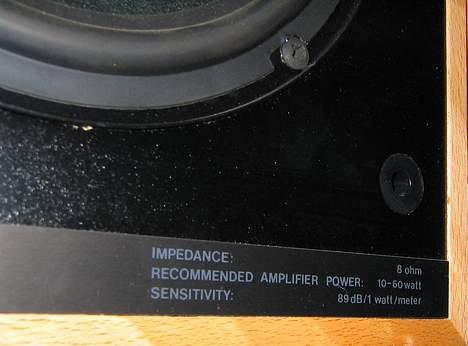 IMPEDANCE: 8 ohm
RECOMMENDED AMPLIFIER POWER: 10-60 watt
SENSITIVITY: 89 dB/1 watt/meter